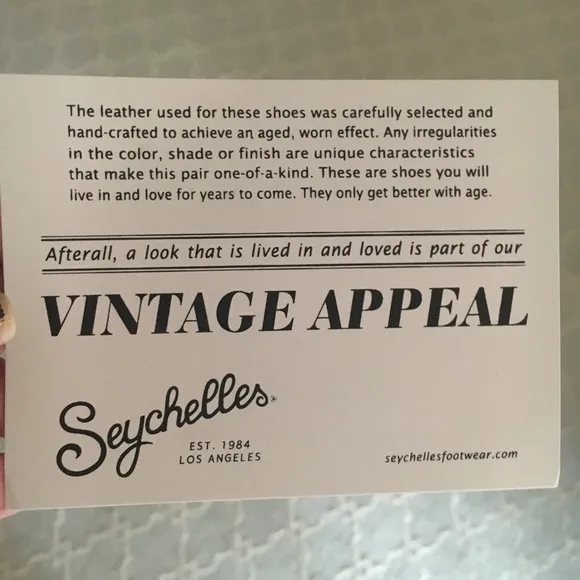 The leather used for these shoes was carefully selected and
hand-crafted to achieve an aged, worn effect. Any irregularities
in the color, shade or finish are unique characteristics
that make this pair one-of-a-kind. These are shoes you will
live in and love for years to come. They only get better with age.
Afterall, a look that is lived in and loved is part of our
VINTAGE APPEAL
Seychelles®
EST. 1984
LOS ANGELES
seychellesfootwear.com